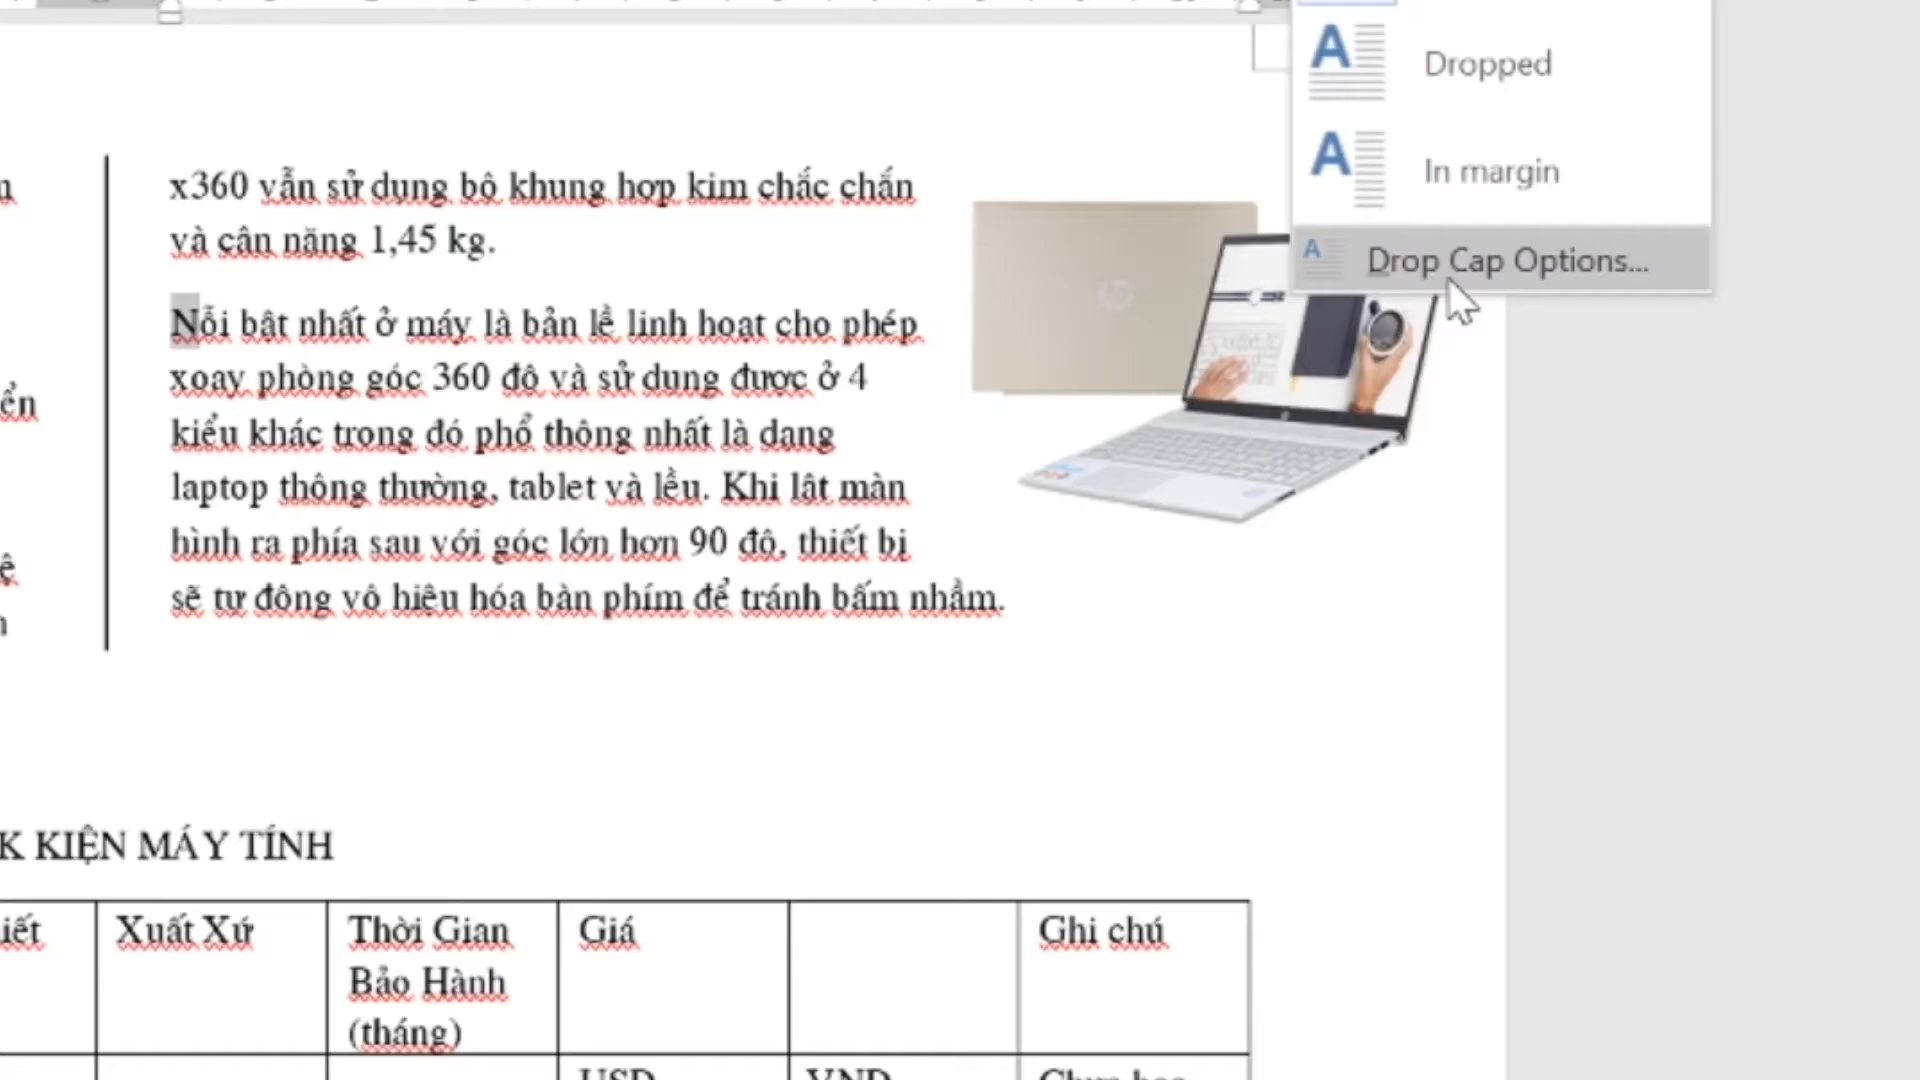 Dropped
In margin
Drop Cap Options...
x360 vẫn sử dụng bộ khung hợp kim chắc chắn
và cân nặng 1,45 kg.
Nỗi bật nhất ở máy là bản lề linh hoạt cho phép
xoay phòng góc 360 độ và sử dụng được ở 4
kiểu khác trong đó phổ thông nhất là dạng
laptop thông thường, tablet và lều. Khi lật màn
hình ra phía sau với góc lớn hơn 90 độ, thiết bị
sẽ tự động vô hiệu hóa bàn phím để tránh bấm nhầm.
K KIỆN MÁY TÍNH
iết Xuất Xứ Thời Gian Giá Ghi chú
Bảo Hành
(tháng)
USD VND